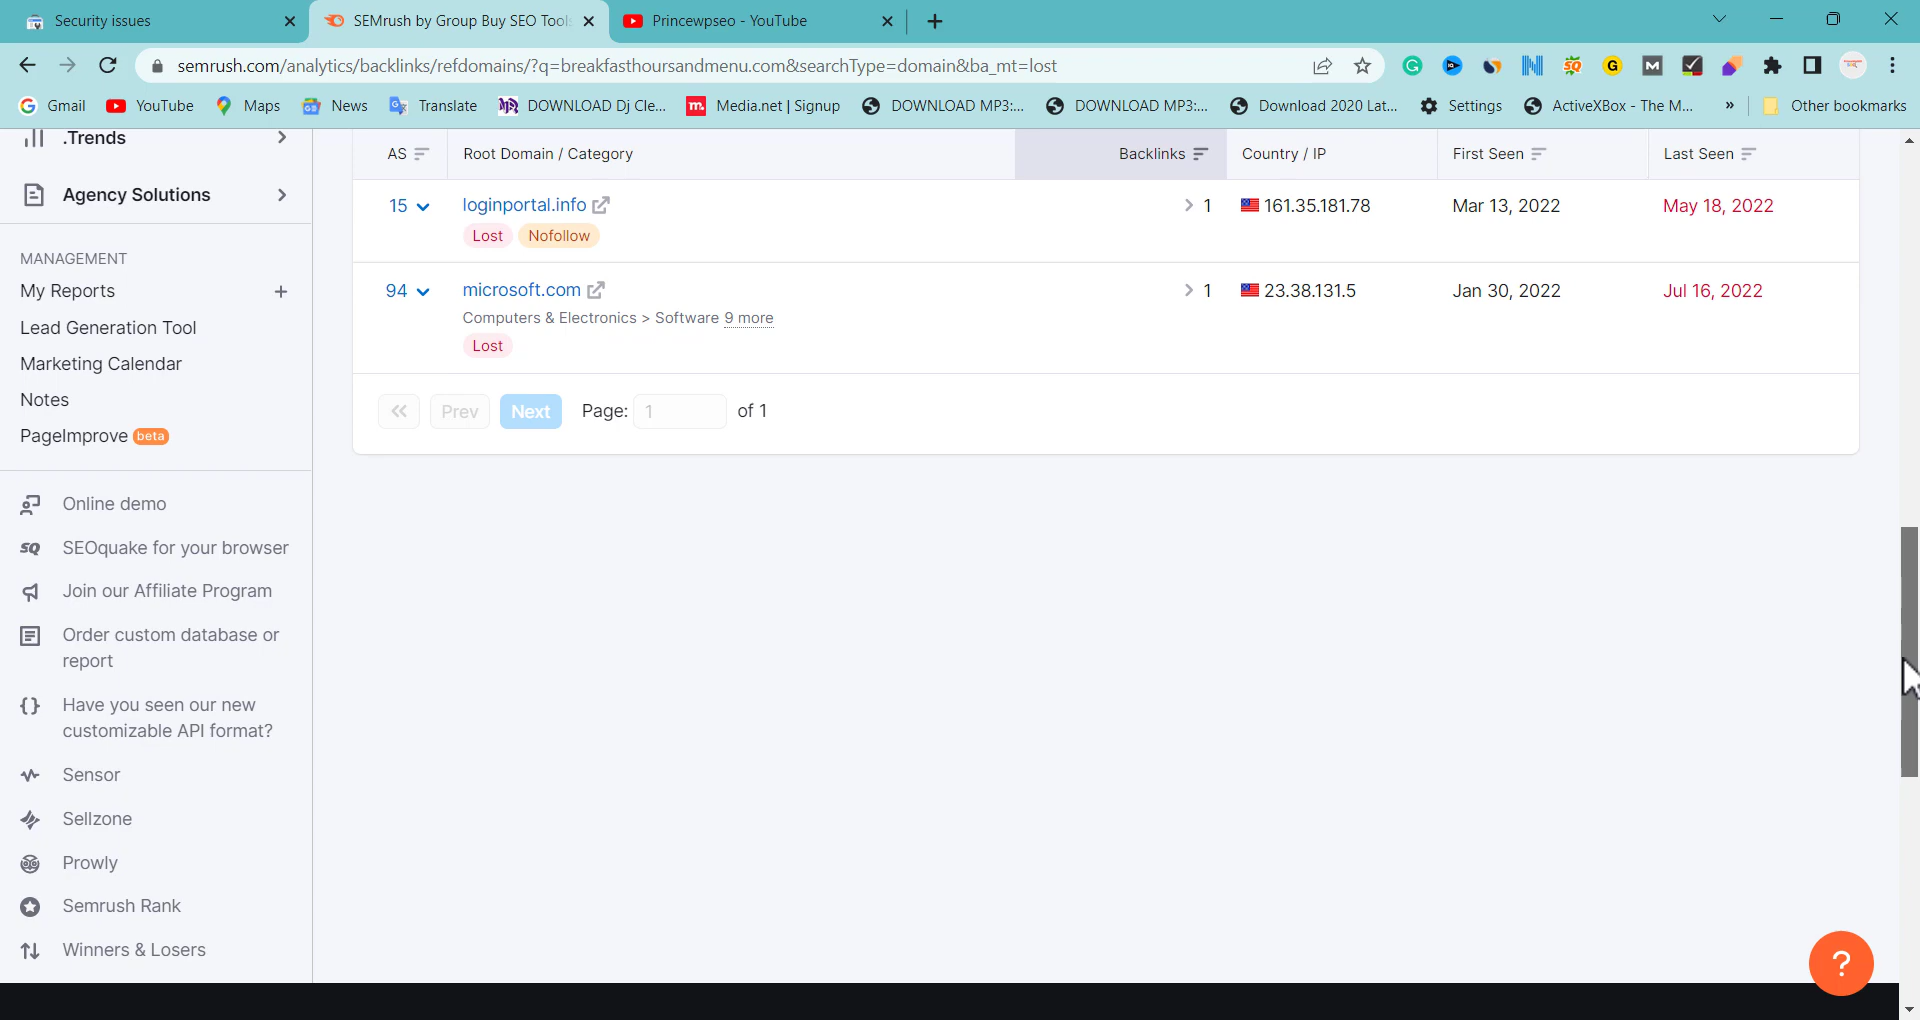 Security issues
SEMrush by Group Buy SEO Tool
Princewpseo - YouTube
semrush.com/analytics/backlinks/refdomains/?q=breakfasthoursandmenu.com&searchType=domain&ba_mt=lost
Gmail YouTube Maps News Translate DOWNLOAD Dj Cle... Media.net | Signup DOWNLOAD MP3:... DOWNLOAD MP3:... Download 2020 Lat... Settings ActiveXBox - The M... » Other bookmarks
.Trends
Agency Solutions
MANAGEMENT
My Reports +
Lead Generation Tool
Marketing Calendar
Notes
PageImprove beta
Online demo
SEOquake for your browser
Join our Affiliate Program
Order custom database or
report
Have you seen our new
customizable API format?
Sensor
Sellzone
Prowly
Semrush Rank
Winners & Losers
AS Root Domain / Category Backlinks Country / IP First Seen Last Seen
15 loginportal.info 1 161.35.181.78 Mar 13, 2022 May 18, 2022
Lost Nofollow
94 microsoft.com 1 23.38.131.5 Jan 30, 2022 Jul 16, 2022
Computers & Electronics > Software 9 more
Lost
Prev Next Page: 1 of 1
?